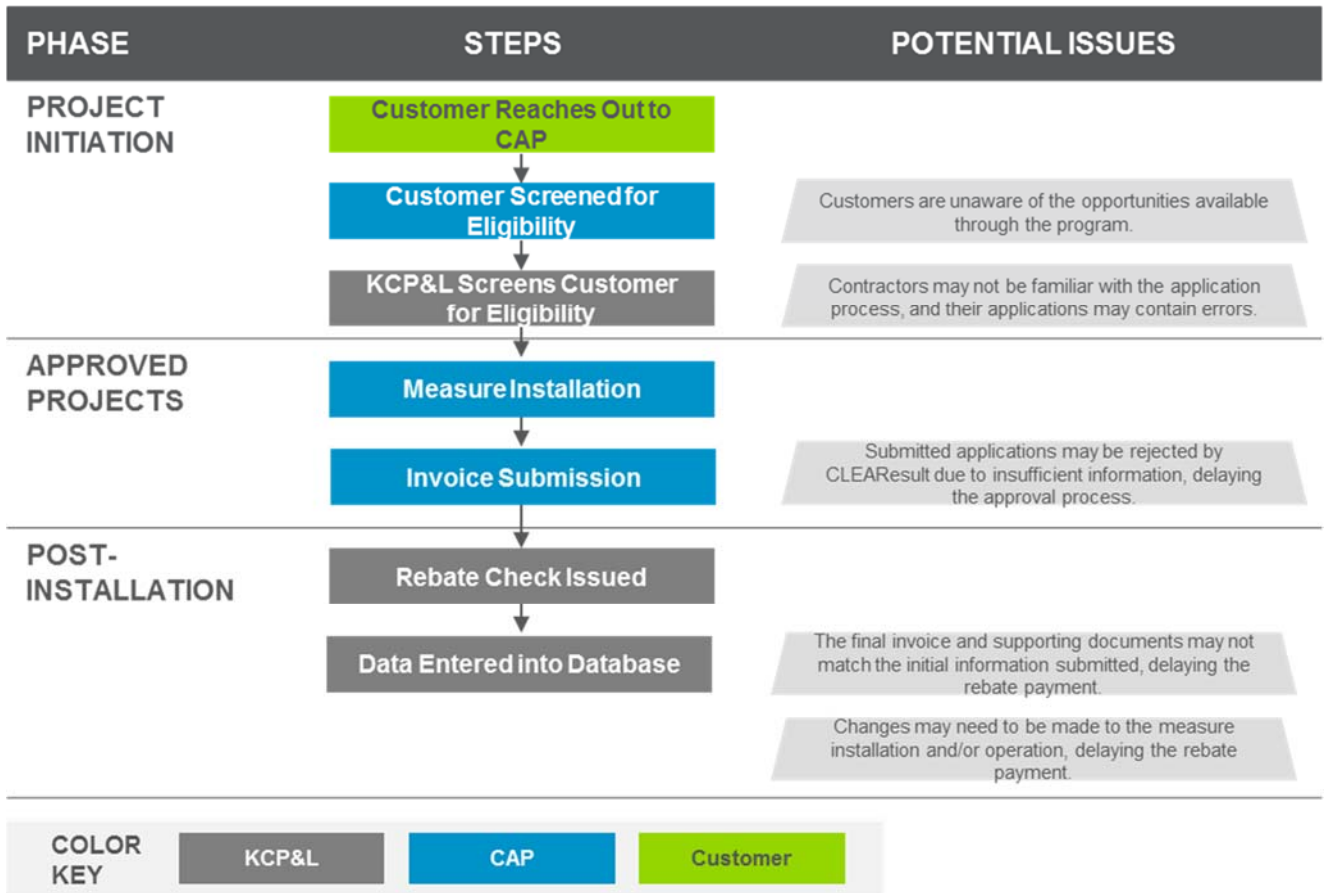 PHASE
STEPS
POTENTIAL ISSUES
PROJECT
INITIATION
Customer Reaches Out to
CAP
Customer Screened for
Eligibility
Customers are unaware of the opportunities available
through the program.
KCP&L Screens Customer
for Eligibility
Contractors may not be familiar with the application
process, and their applications may contain errors.
APPROVED
PROJECTS
Measure Installation
Invoice Submission
Submitted applications may be rejected by
CLEAResult due to insufficient information, delaying
the approval process.
POST-
INSTALLATION
Rebate Check Issued
Data Entered into Database
The final invoice and supporting documents may not
match the initial information submitted, delaying the
rebate payment.
Changes may need to be made to the measure
installation and/or operation, delaying the rebate
payment.
COLOR
KEY
KCP&L
CAP
Customer